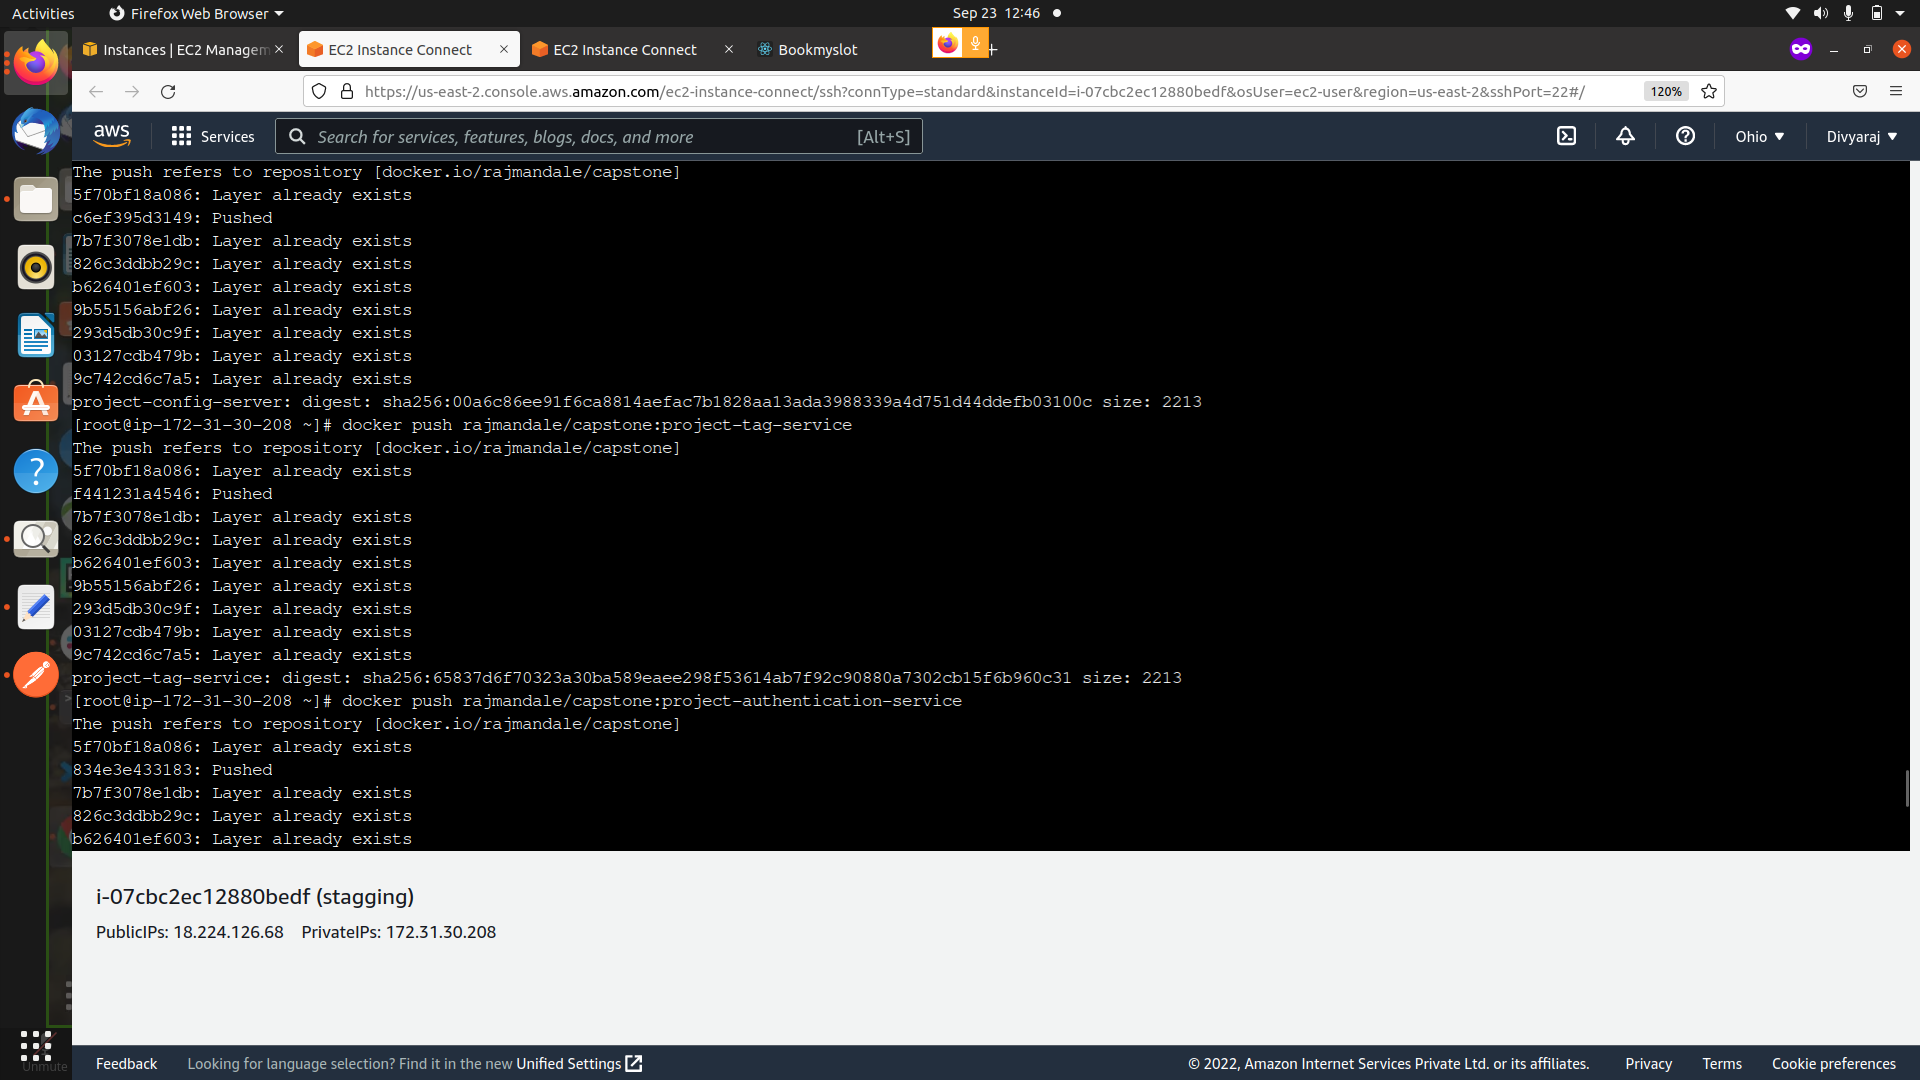 Activities
Firefox Web Browser
Sep 23 12:46
Instances | EC2 Managem
EC2 Instance Connect
EC2 Instance Connect
Bookmyslot
https://us-east-2.console.aws.amazon.com/ec2-instance-connect/ssh?connType=standard&instanceId=i-07cbc2ec12880bedf&osUser=ec2-user&region=us-east-2&sshPort=22#/
120%
aws
Services
Search for services, features, blogs, docs, and more
[Alt+S]
Ohio
Divyaraj
The push refers to repository [docker.io/rajmandale/capstone]
5f70bf18a086: Layer already exists
c6ef395d3149: Pushed
7b7f3078e1db: Layer already exists
826c3ddbb29c: Layer already exists
b626401ef603: Layer already exists
9b55156abf26: Layer already exists
293d5db30c9f: Layer already exists
03127cdb479b: Layer already exists
9c742cd6c7a5: Layer already exists
project-config-server: digest: sha256:00a6c86ee91f6ca8814aefac7b1828aa13ada3988339a4d751d44ddefb03100c size: 2213
[root@ip-172-31-30-208 ~]# docker push rajmandale/capstone:project-tag-service
The push refers to repository [docker.io/rajmandale/capstone]
5f70bf18a086: Layer already exists
f441231a4546: Pushed
7b7f3078e1db: Layer already exists
826c3ddbb29c: Layer already exists
b626401ef603: Layer already exists
9b55156abf26: Layer already exists
293d5db30c9f: Layer already exists
03127cdb479b: Layer already exists
9c742cd6c7a5: Layer already exists
project-tag-service: digest: sha256:65837d6f70323a30ba589eaee298f53614ab7f92c90880a7302cb15f6b960c31 size: 2213
[root@ip-172-31-30-208 ~]# docker push rajmandale/capstone:project-authentication-service
The push refers to repository [docker.io/rajmandale/capstone]
5f70bf18a086: Layer already exists
834e3e433183: Pushed
7b7f3078e1db: Layer already exists
826c3ddbb29c: Layer already exists
b626401ef603: Layer already exists
i-07cbc2ec12880bedf (stagging)
PublicIPs: 18.224.126.68 PrivateIPs: 172.31.30.208
Unmute
Feedback
Looking for language selection? Find it in the new Unified Settings
© 2022, Amazon Internet Services Private Ltd. or its affiliates.
Privacy
Terms
Cookie preferences